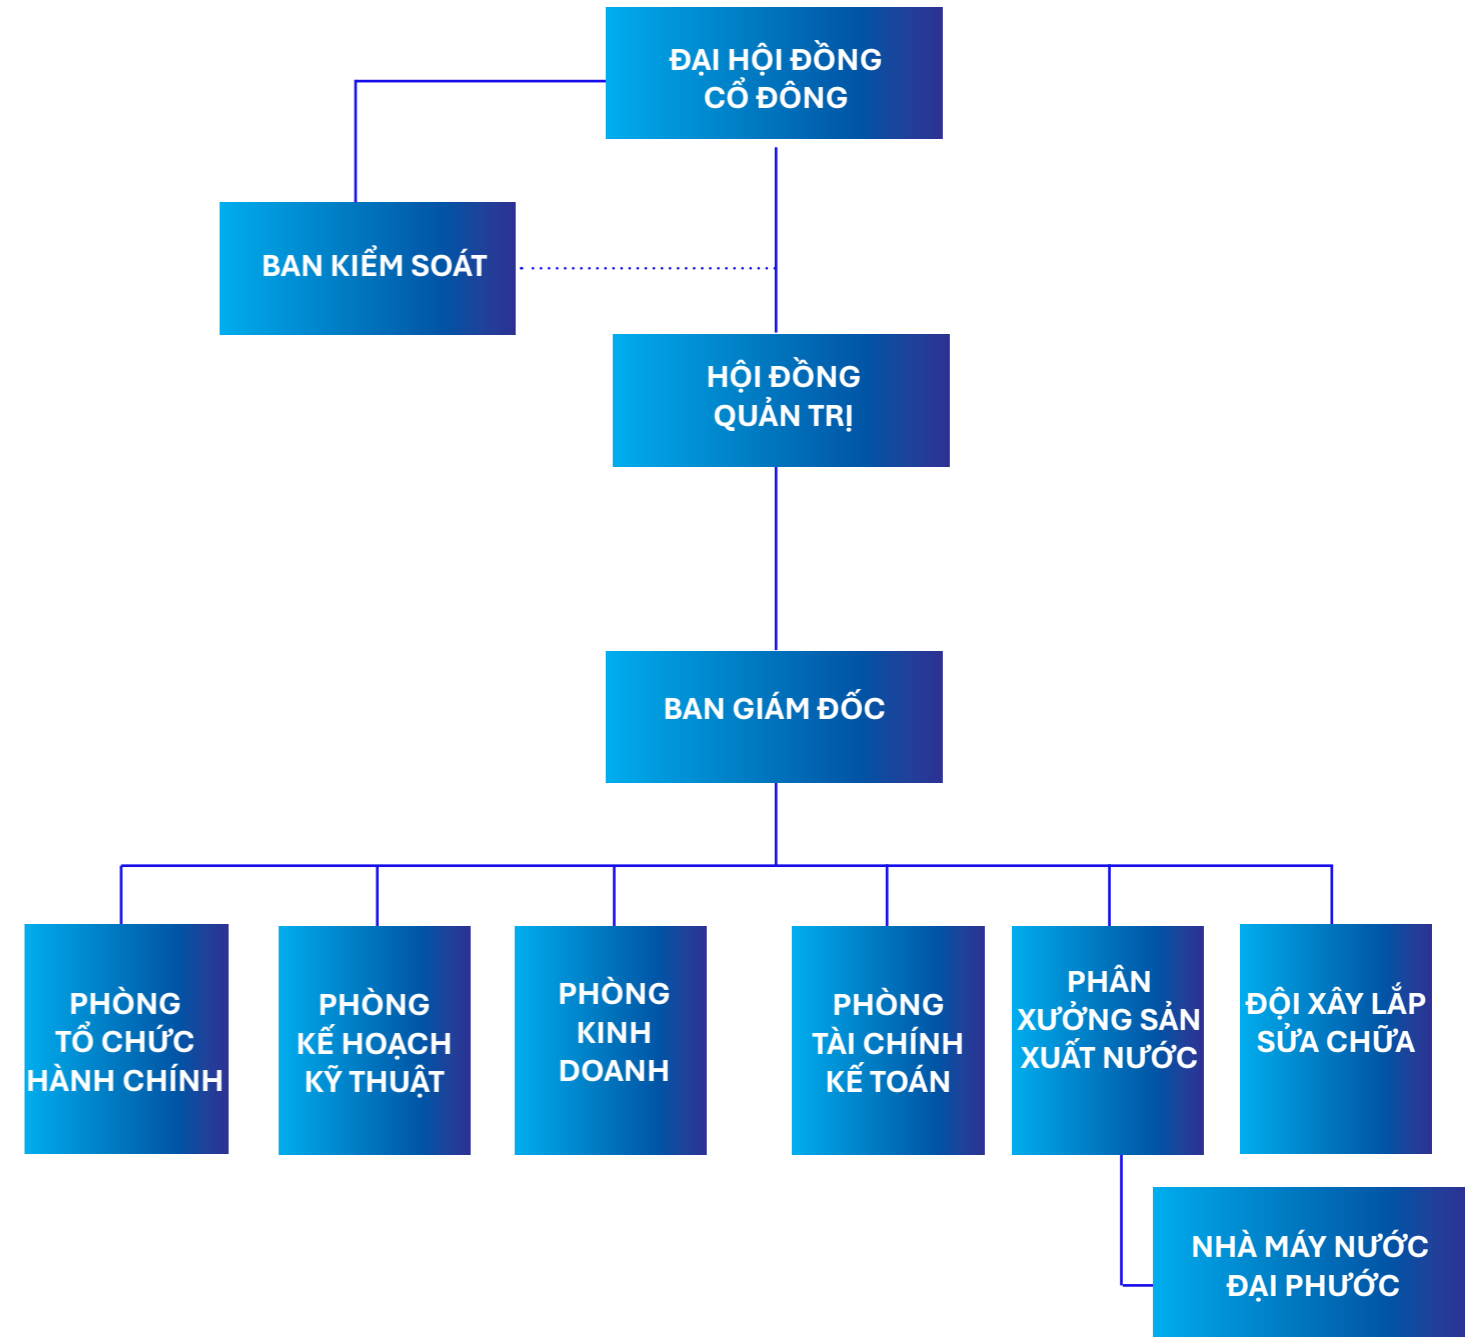 ĐẠI HỘI ĐỒNG
CỔ ĐÔNG
BAN KIỂM SOÁT
HỘI ĐỒNG
QUẢN TRỊ
BAN GIÁM ĐỐC
PHÒNG
TỔ CHỨC
HÀNH CHÍNH
PHÒNG
KẾ HOẠCH
KỸ THUẬT
PHÒNG
KINH
DOANH
PHÒNG
TÀI CHÍNH
KẾ TOÁN
PHÂN
XƯỞNG SẢN
XUẤT NƯỚC
ĐỘI XÂY LẮP
SỬA CHỮA
NHÀ MÁY NƯỚC
ĐẠI PHƯỚC